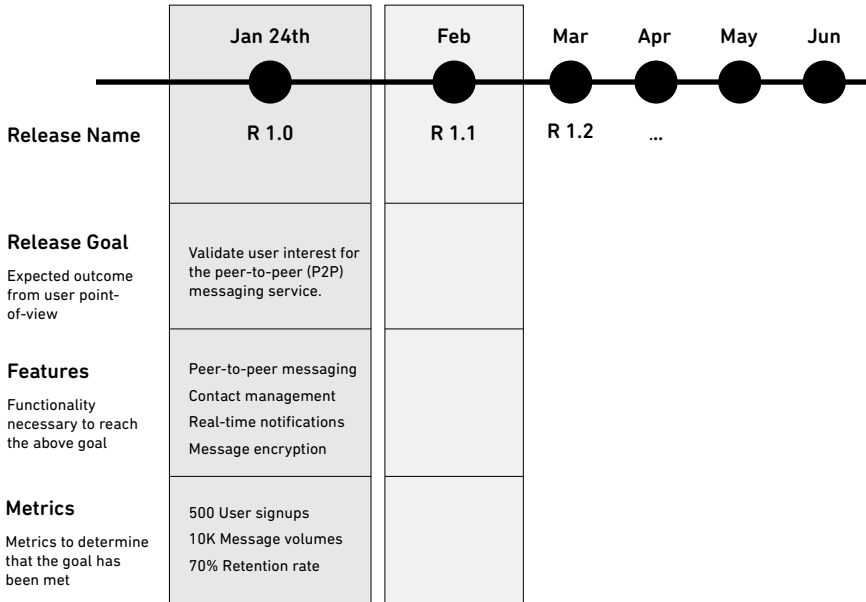 Jan 24th Feb Mar Apr May Jun
Release Name R 1.0 R 1.1 R 1.2 ...
Release Goal
Expected outcome
from user point-
of-view
Validate user interest for
the peer-to-peer (P2P)
messaging service.
Features
Functionality
necessary to reach
the above goal
Peer-to-peer messaging
Contact management
Real-time notifications
Message encryption
Metrics
Metrics to determine
that the goal has
been met
500 User signups
10K Message volumes
70% Retention rate